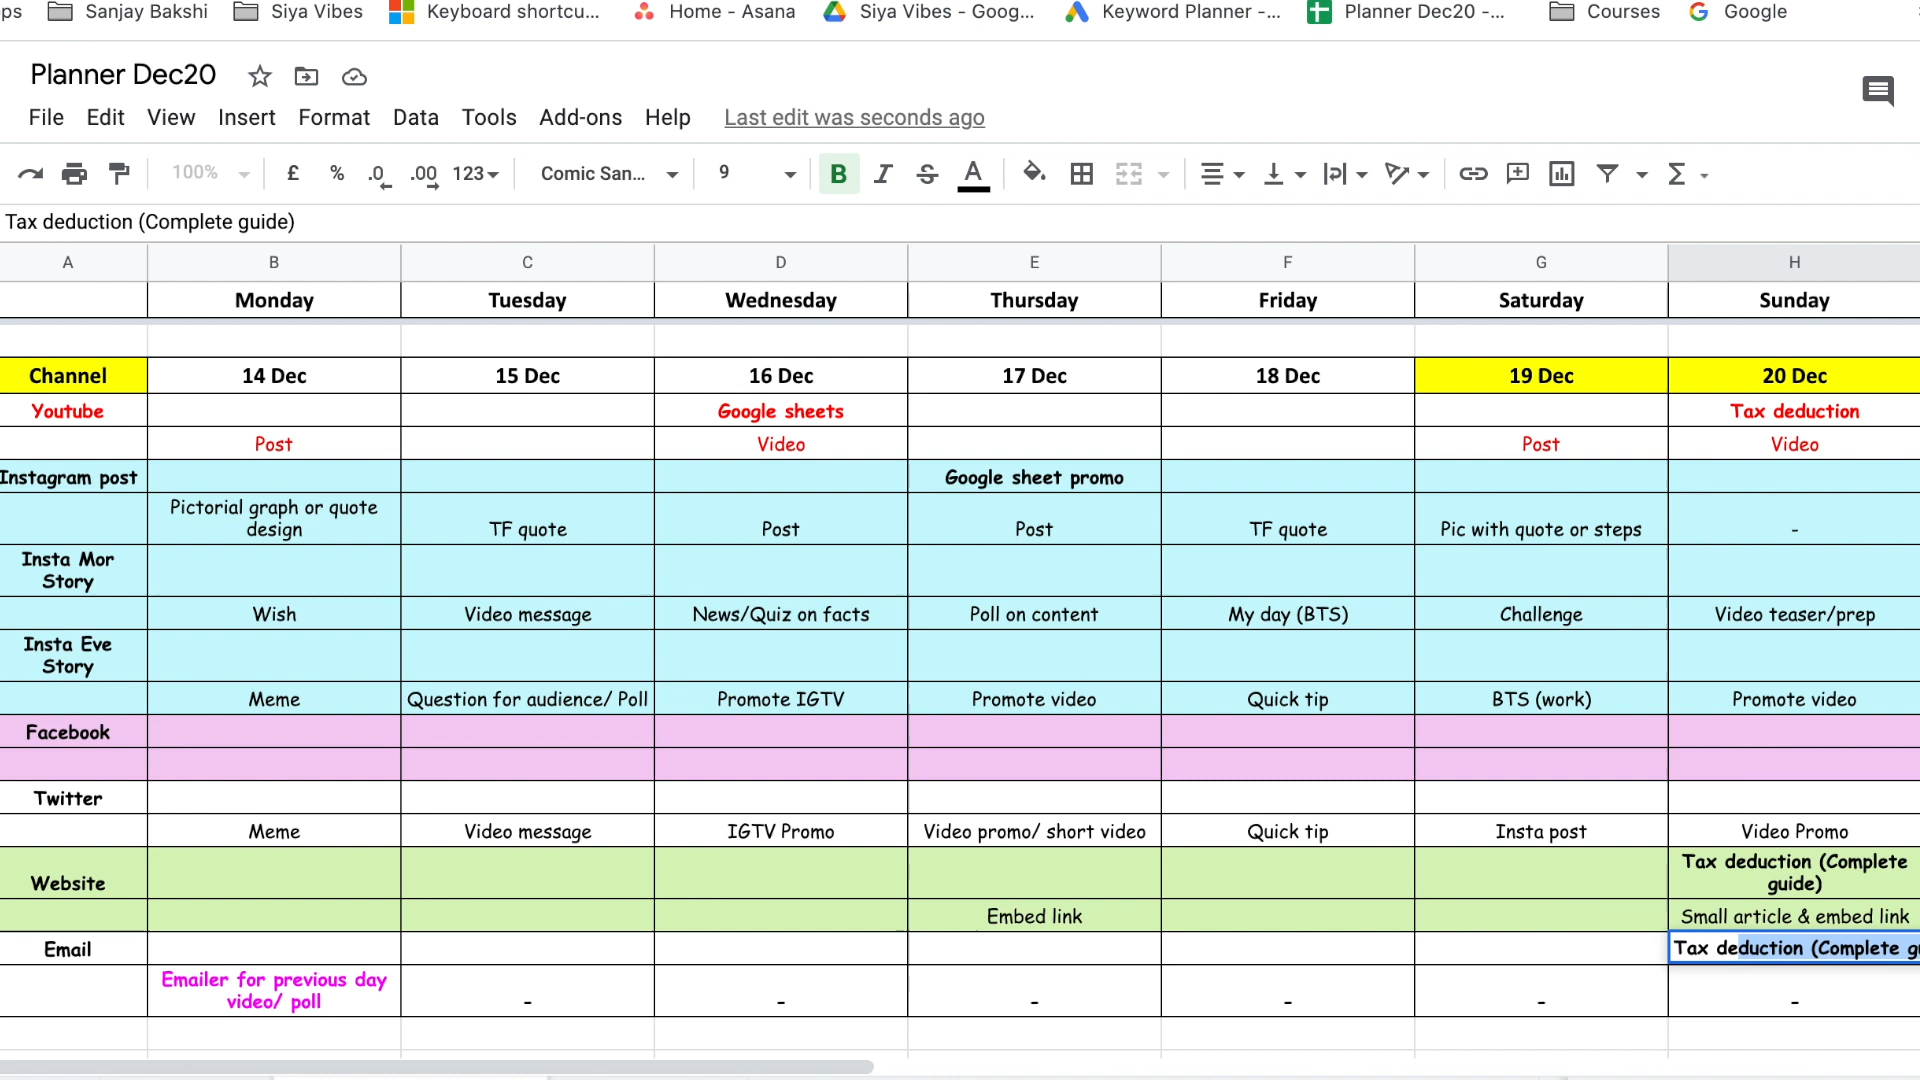 ps Sanjay Bakshi Siya Vibes Keyboard shortcu... Home - Asana Siya Vibes - Goog... Keyword Planner -... Planner Dec20 -... Courses Google
Planner Dec20
File Edit View Insert Format Data Tools Add-ons Help Last edit was seconds ago
100% £ % .0 .00 123 Comic San... 9 B I S A Σ
Tax deduction (Complete guide)
A B C D E F G H
Monday Tuesday Wednesday Thursday Friday Saturday Sunday
Channel 14 Dec 15 Dec 16 Dec 17 Dec 18 Dec 19 Dec 20 Dec
Youtube Google sheets Tax deduction
Post Video Post Video
Instagram post Google sheet promo
Pictorial graph or quote
design TF quote Post Post TF quote Pic with quote or steps -
Insta Mor
Story
Wish Video message News/Quiz on facts Poll on content My day (BTS) Challenge Video teaser/prep
Insta Eve
Story
Meme Question for audience/ Poll Promote IGTV Promote video Quick tip BTS (work) Promote video
Facebook
Twitter
Meme Video message IGTV Promo Video promo/ short video Quick tip Insta post Video Promo
Tax deduction (Complete
Website guide)
Embed link Small article & embed link
Email Tax deduction (Complete g
Emailer for previous day
video/ poll - - - - - -